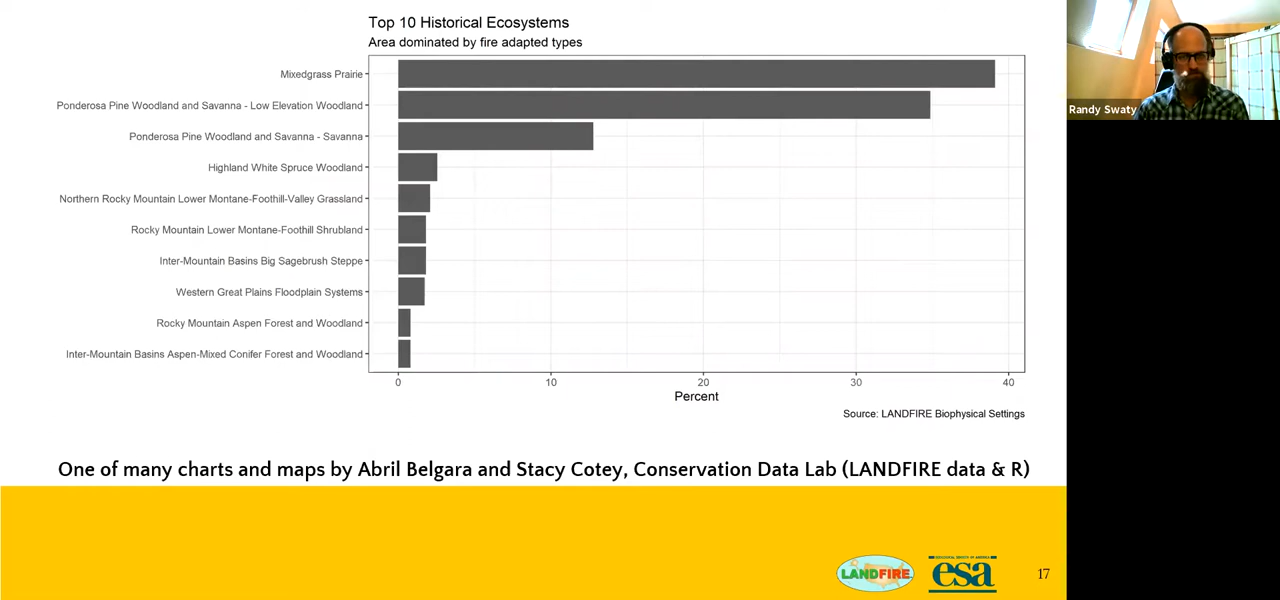 Top 10 Historical Ecosystems
Area dominated by fire adapted types
Mixedgrass Prairie
Ponderosa Pine Woodland and Savanna - Low Elevation Woodland
Ponderosa Pine Woodland and Savanna - Savanna
Highland White Spruce Woodland
Northern Rocky Mountain Lower Montane-Foothill-Valley Grassland
Rocky Mountain Lower Montane-Foothill Shrubland
Inter-Mountain Basins Big Sagebrush Steppe
Western Great Plains Floodplain Systems
Rocky Mountain Aspen Forest and Woodland
Inter-Mountain Basins Aspen-Mixed Conifer Forest and Woodland
0 10 20 30 40
Percent
Source: LANDFIRE Biophysical Settings
One of many charts and maps by Abril Belgara and Stacy Cotey, Conservation Data Lab (LANDFIRE data & R)
LANDFIRE
esa
17
Randy Swaty